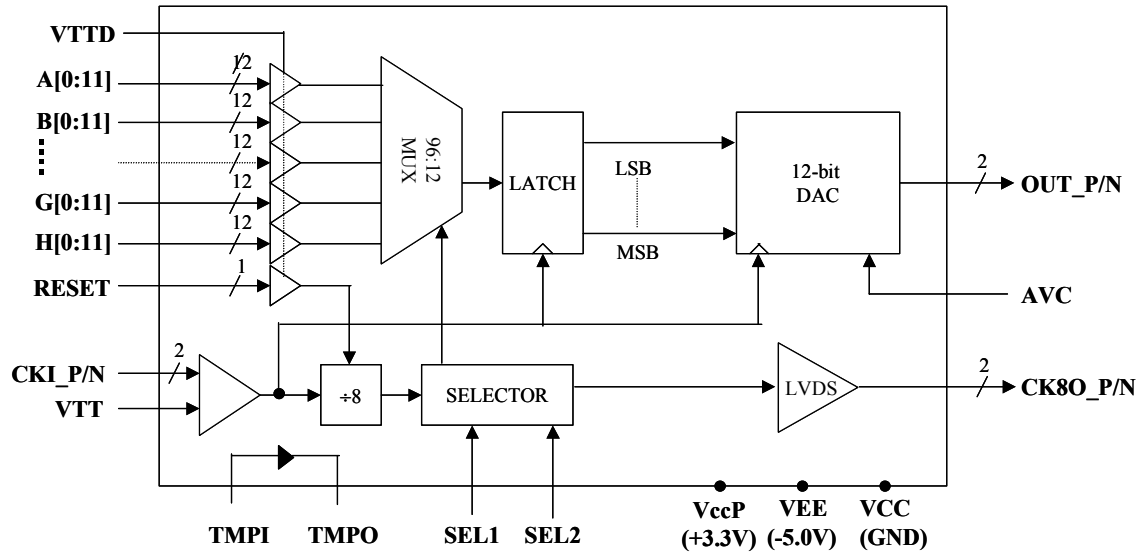 VTTD
A[0:11]
12
B[0:11]
12
12
G[0:11]
12
H[0:11]
12
RESET
1
96:12
MUX
LATCH
LSB
MSB
12-bit
DAC
2
OUT_P/N
AVC
CKI_P/N
2
VTT
÷8
SELECTOR
LVDS
2
CK8O_P/N
TMPI
TMPO
SEL1
SEL2
VccP
(+3.3V)
VEE
(-5.0V)
VCC
(GND)